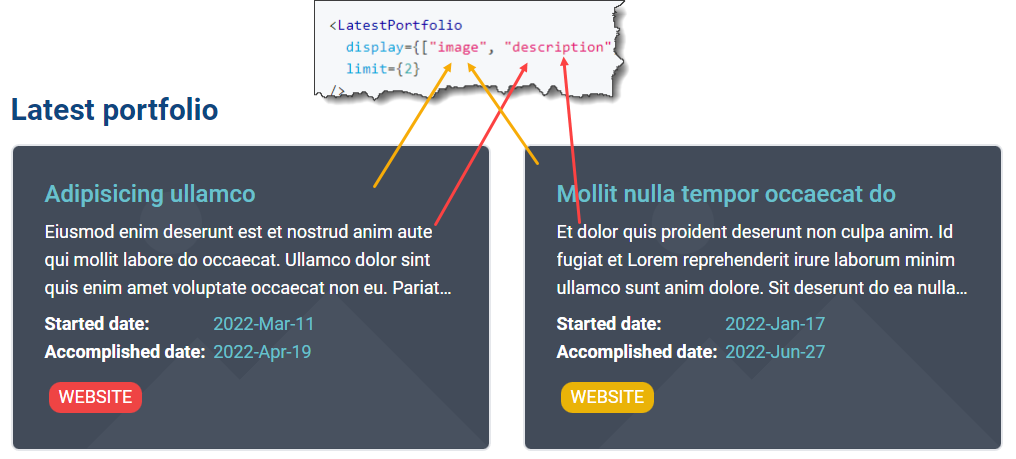 <LatestPortfolio
display={["image", "description"
limit={2}
/>
Latest portfolio
Adipisicing ullamco
Eiusmod enim deserunt est et nostrud anim aute
qui mollit labore do occaecat. Ullamco dolor sint
quis enim amet voluptate occaecat non eu. Pariat…
Started date: 2022-Mar-11
Accomplished date: 2022-Apr-19
WEBSITE
Mollit nulla tempor occaecat do
Et dolor quis proident deserunt non culpa anim. Id
fugiat et Lorem reprehenderit irure laborum minim
ullamco sunt anim dolore. Sit deserunt do ea nulla…
Started date: 2022-Jan-17
Accomplished date: 2022-Jun-27
WEBSITE